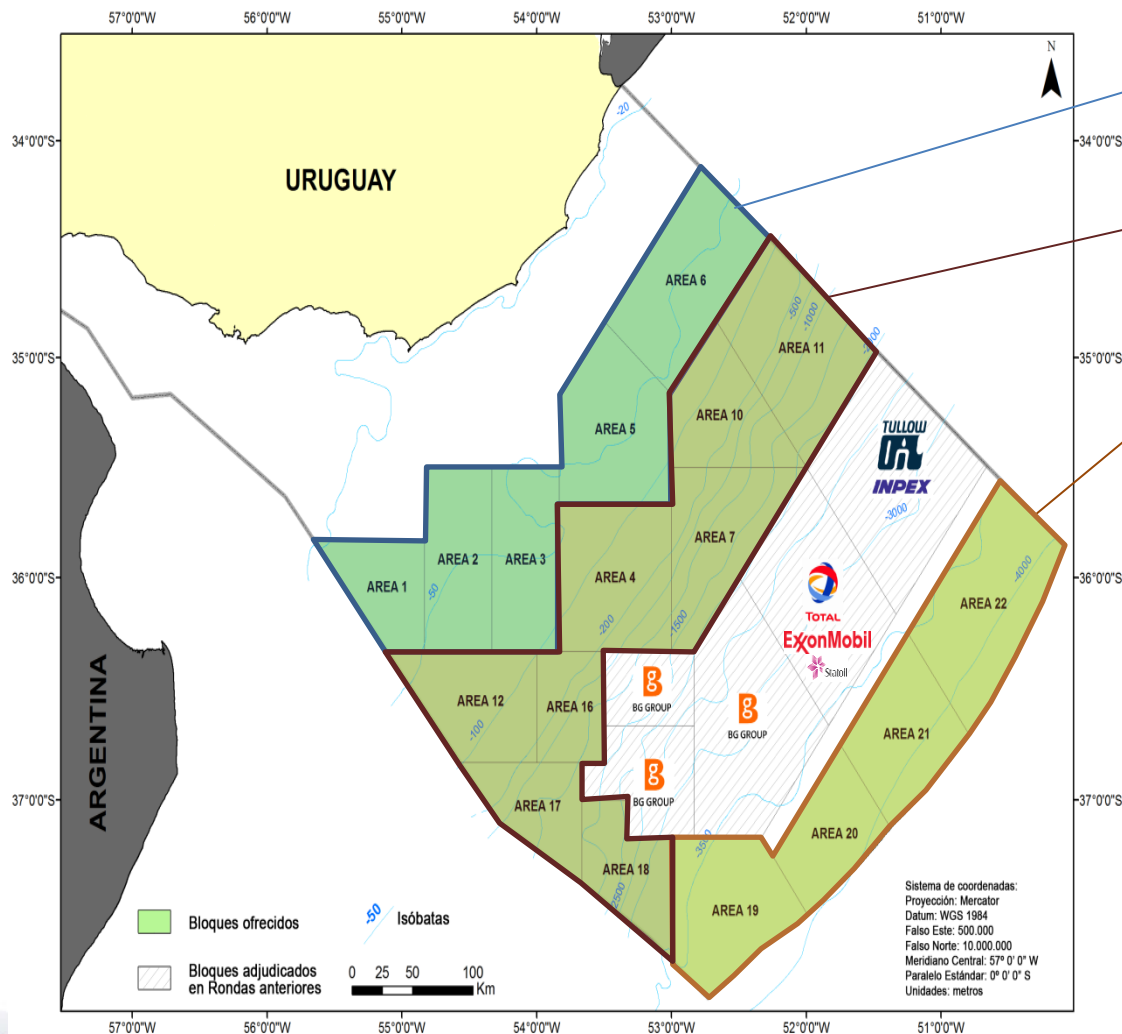 57°0'0"W
56°0'0"W
55°0'0"W
54°0'0"W
53°0'0"W
52°0'0"W
51°0'0"W
N
-20
34°0'0"S
34°0'0"S
URUGUAY
AREA 6
-500
-1000
AREA 11
35°0'0"S
35°0'0"S
AREA 10
AREA 5
TULLOW
OIL
INPEX
-3000
AREA 7
AREA 2
AREA 3
AREA 4
AREA 1
-50
36°0'0"S
36°0'0"S
-4000
AREA 22
TOTAL
-200
-1500
ExxonMobil
Statoil
BG GROUP
AREA 12
AREA 16
BG GROUP
-100
AREA 21
BG GROUP
ARGENTINA
37°0'0"S
37°0'0"S
AREA 17
AREA 20
-3500
AREA 18
-2500
AREA 19
Bloques ofrecidos
-50
Isóbatas
Bloques adjudicados
en Rondas anteriores
0 25 50 100
Km
Sistema de coordenadas:
Proyección: Mercator
Datum: WGS 1984
Falso Este: 500.000
Falso Norte: 10.000.000
Meridiano Central: 57º 0' 0" W
Paralelo Estándar: 0º 0' 0" S
Unidades: metros
57°0'0"W
56°0'0"W
55°0'0"W
54°0'0"W
53°0'0"W
52°0'0"W
51°0'0"W